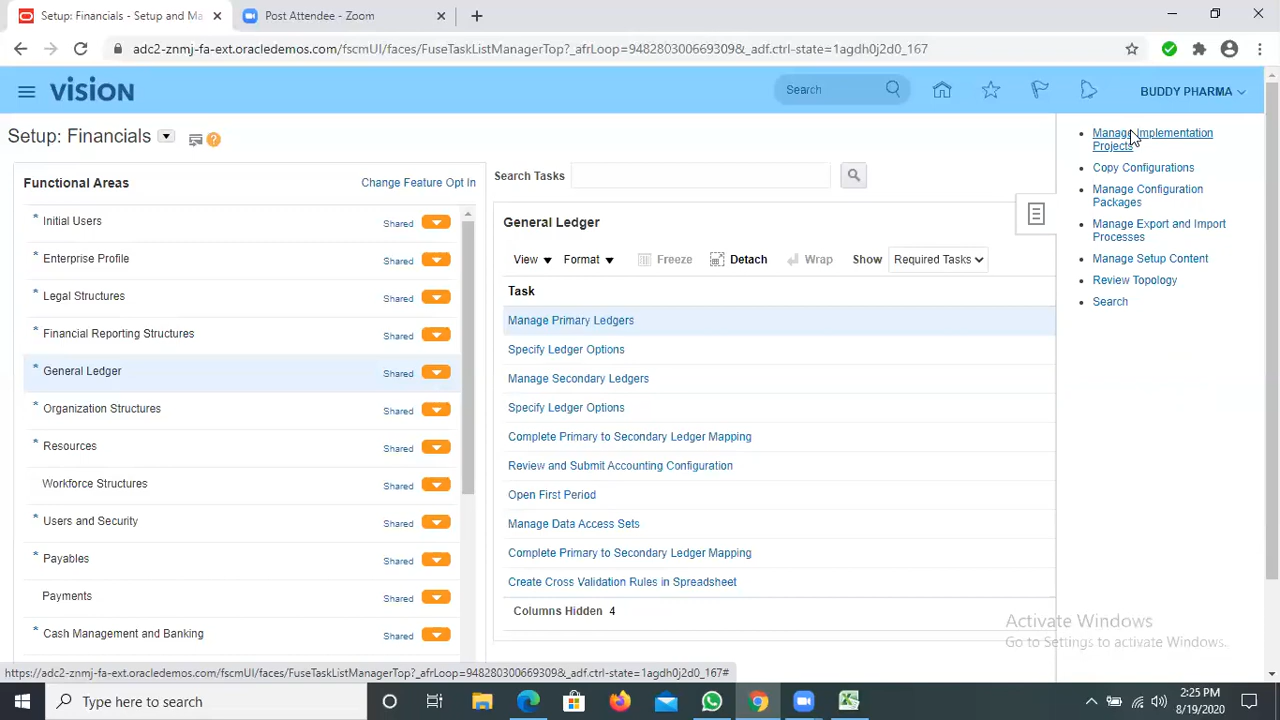 Setup: Financials - Setup and Ma
Post Attendee - Zoom
adc2-znmj-fa-ext.oracledemos.com/fscmUI/faces/FuseTaskListManagerTop?_afrLoop=9482803006693098&_adf.ctrl-state=1agdh0j2d0_167
VISION
Search
BUDDY PHARMA
Setup: Financials
Functional Areas
Change Feature Opt In
Initial Users
Shared
Enterprise Profile
Shared
Legal Structures
Shared
Financial Reporting Structures
Shared
General Ledger
Shared
Organization Structures
Shared
Resources
Shared
Workforce Structures
Shared
Users and Security
Shared
Payables
Shared
Payments
Shared
Cash Management and Banking
Shared
Search Tasks
General Ledger
View
Format
Freeze
Detach
Wrap
Show
Required Tasks
Task
Manage Primary Ledgers
Specify Ledger Options
Manage Secondary Ledgers
Specify Ledger Options
Complete Primary to Secondary Ledger Mapping
Review and Submit Accounting Configuration
Open First Period
Manage Data Access Sets
Complete Primary to Secondary Ledger Mapping
Create Cross Validation Rules in Spreadsheet
Columns Hidden 4
Manage Implementation
Projects
Copy Configurations
Manage Configuration
Packages
Manage Export and Import
Processes
Manage Setup Content
Review Topology
Search
Activate Windows
Go to Settings to activate Windows.
https://adc2-znmj-fa-ext.oracledemos.com/fscmUI/faces/FuseTaskListManagerTop?_afrLoop=9482803006693098&_adf.ctrl-state=1agdh0j2d0_167#
Type here to search
2:25 PM
8/19/2020